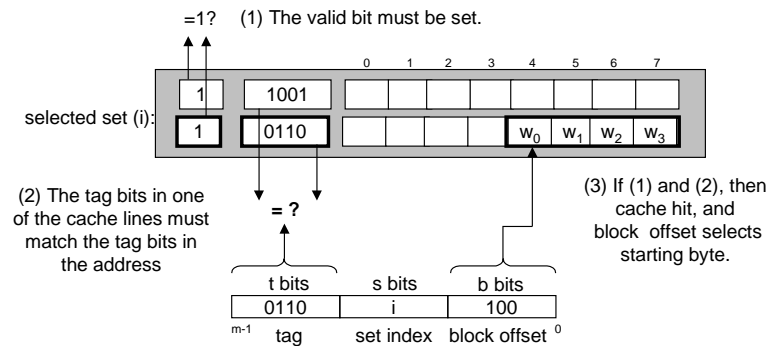 =1? (1) The valid bit must be set.
0 1 2 3 4 5 6 7
1 1001
selected set (i):
1 0110 w0 w1 w2 w3
(2) The tag bits in one
of the cache lines must
match the tag bits in
the address
= ?
(3) If (1) and (2), then
cache hit, and
block offset selects
starting byte.
t bits s bits b bits
0110 i 100
m-1 tag set index block offset 0